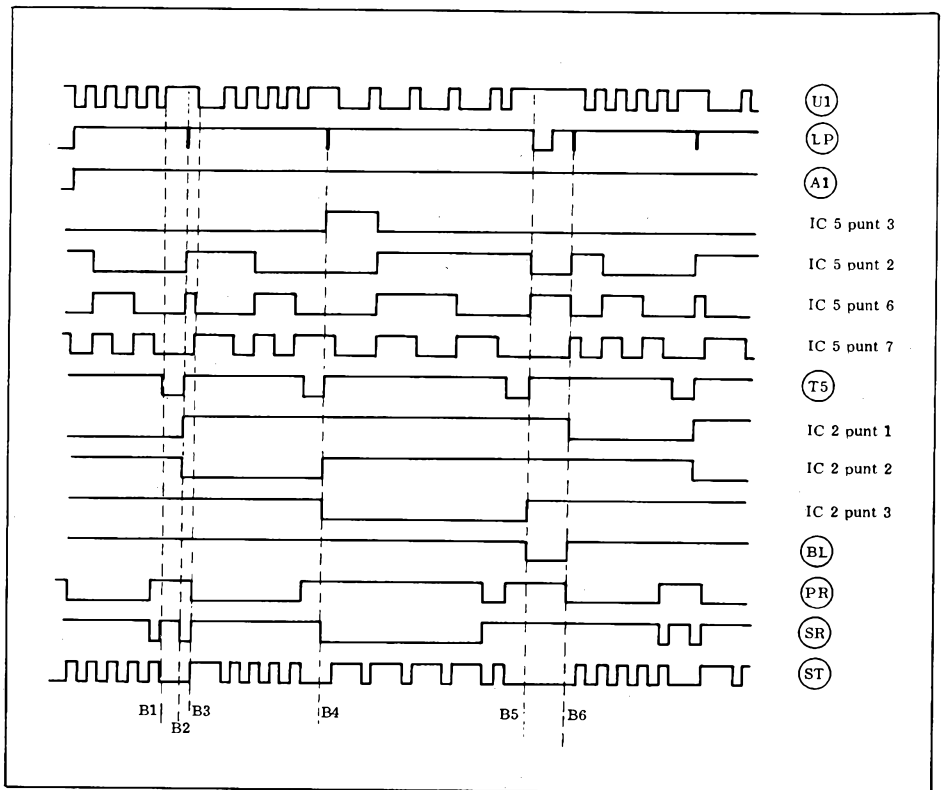 U1
LP
A1
IC 5 punt 3
IC 5 punt 2
IC 5 punt 6
IC 5 punt 7
T5
IC 2 punt 1
IC 2 punt 2
IC 2 punt 3
BL
PR
SR
ST
B1
B2
B3
B4
B5
B6